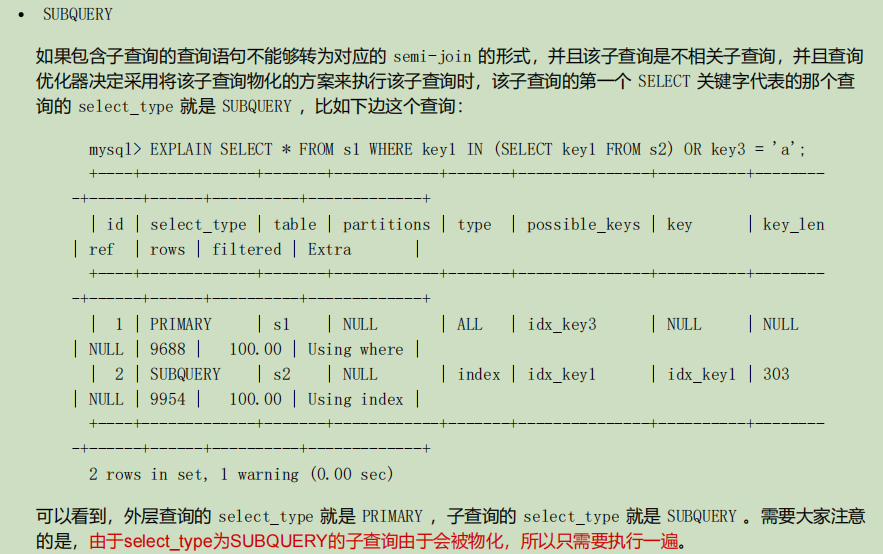 • SUBQUERY
如果包含子查询的查询语句不能够转为对应的 semi-join 的形式，并且该子查询是不相关子查询，并且查询
优化器决定采用将该子查询物化的方案来执行该子查询时，该子查询的第一个 SELECT 关键字代表的那个查
询的 select_type 就是 SUBQUERY ，比如下边这个查询：
mysql> EXPLAIN SELECT * FROM s1 WHERE key1 IN (SELECT key1 FROM s2) OR key3 = 'a';
+----+-------------+-------+------------+-------+---------------+----------+--------
-+------+------+----------+-------------+
| id | select_type | table | partitions | type  | possible_keys | key      | key_len
| ref  | rows | filtered | Extra       |
+----+-------------+-------+------------+-------+---------------+----------+--------
-+------+------+----------+-------------+
|  1 | PRIMARY     | s1    | NULL       | ALL   | idx_key3      | NULL     | NULL
| NULL | 9688 |   100.00 | Using where |
|  2 | SUBQUERY    | s2    | NULL       | index | idx_key1      | idx_key1 | 303
| NULL | 9954 |   100.00 | Using index |
+----+-------------+-------+------------+-------+---------------+----------+--------
-+------+------+----------+-------------+
2 rows in set, 1 warning (0.00 sec)
可以看到，外层查询的 select_type 就是 PRIMARY ，子查询的 select_type 就是 SUBQUERY 。需要大家注意
的是，由于select_type为SUBQUERY的子查询由于会被物化，所以只需要执行一遍。